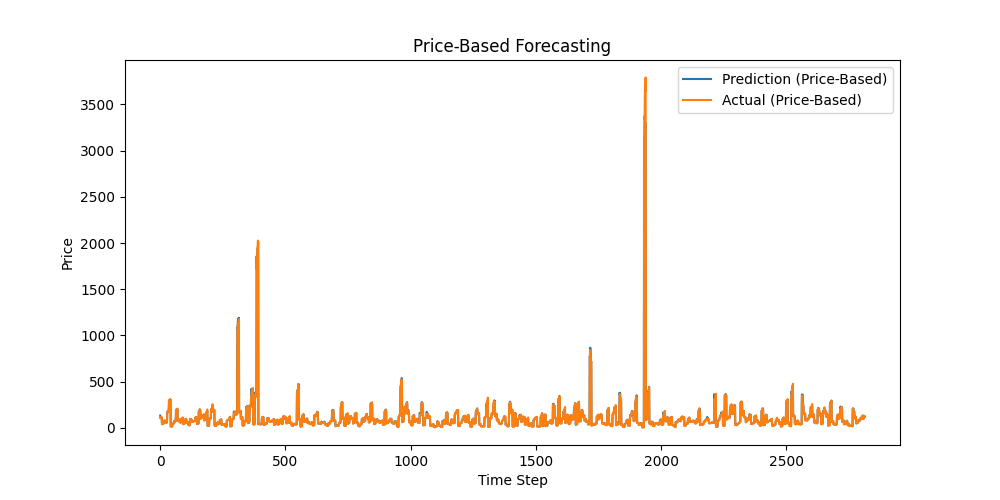 Price-Based Forecasting
Prediction (Price-Based)
Actual (Price-Based)
3500
3000
2500
2000
1500
1000
500
0
Price
0 500 1000 1500 2000 2500
Time Step